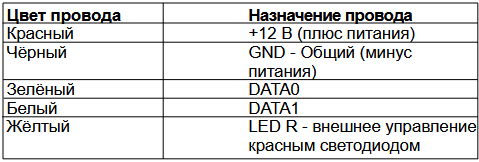 Цвет провода Назначение провода
Красный +12 В (плюс питания)
Чёрный GND - Общий (минус
питания)
Зелёный DATA0
Белый DATA1
Жёлтый LED R - внешнее управление
красным светодиодом